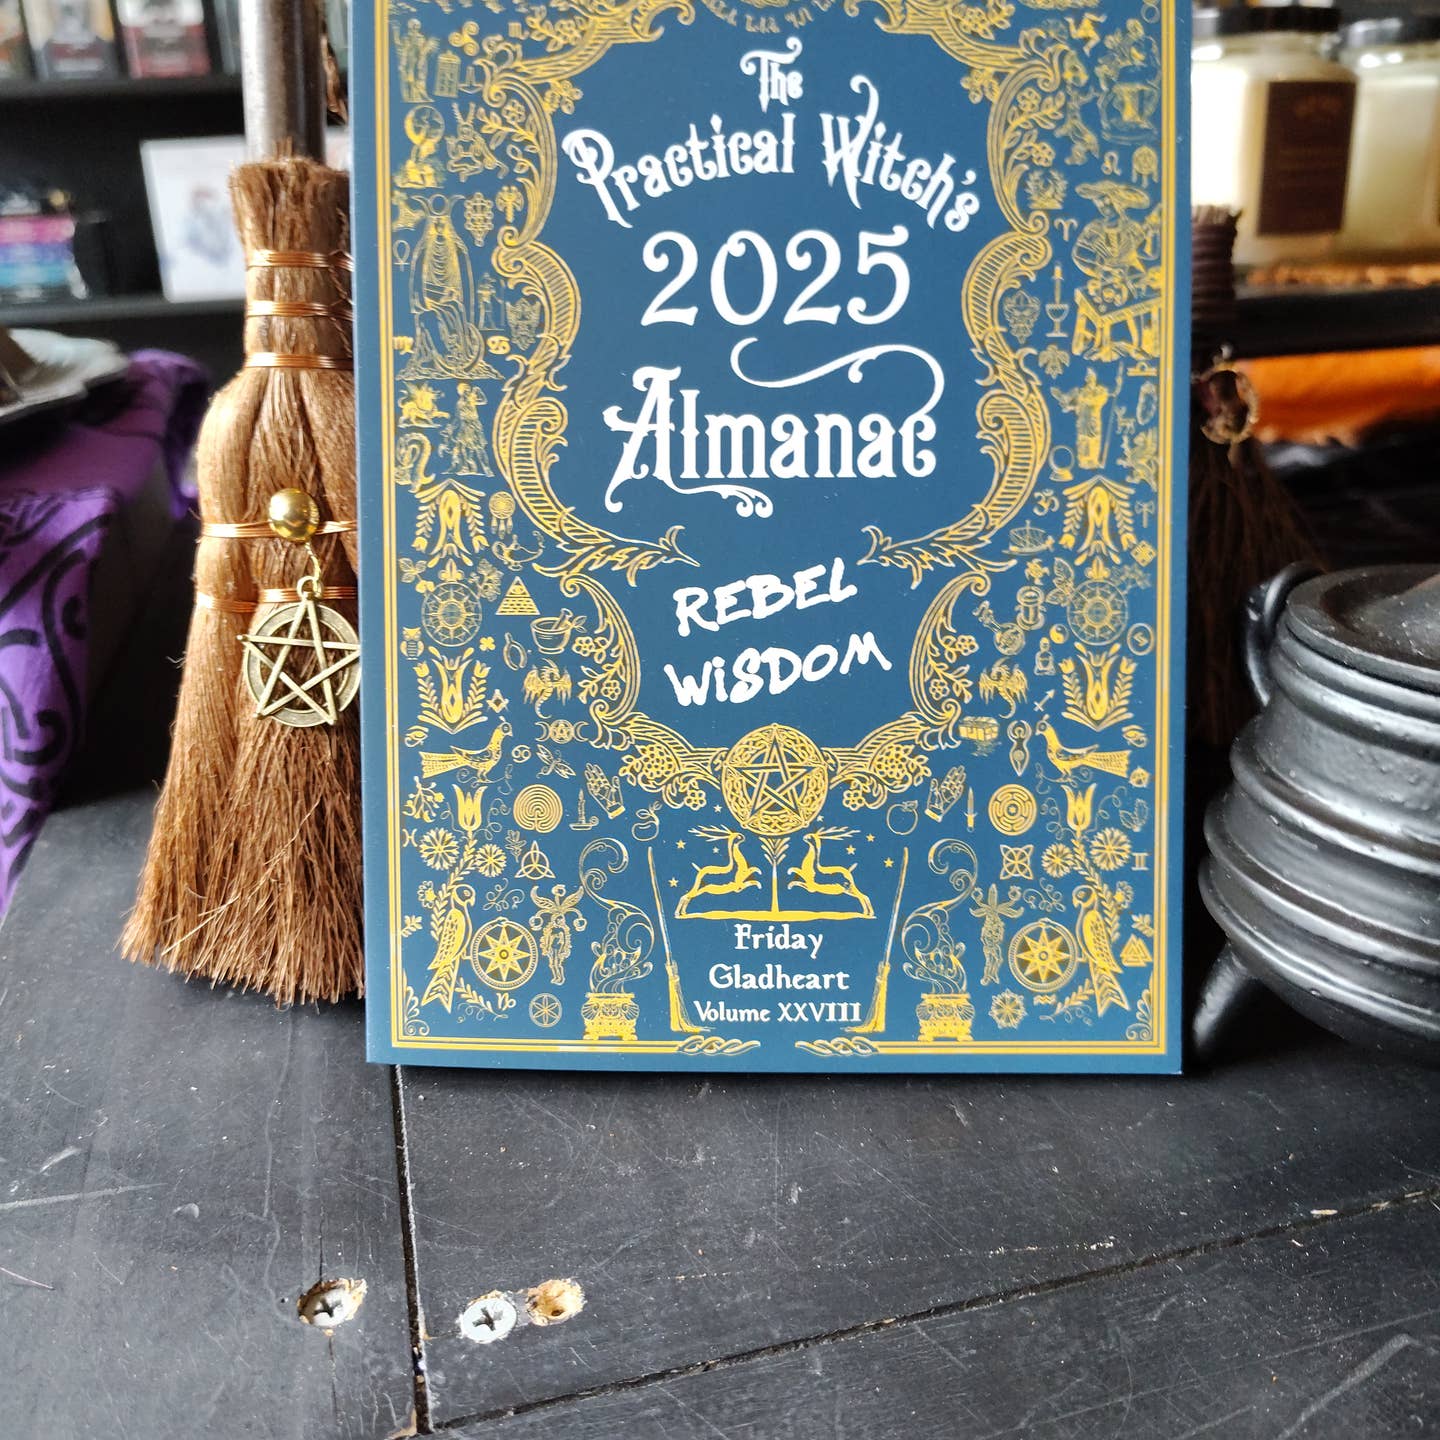 The
Practical Witch's
2025
Almanac
REBEL
WiSDOM
Friday
Gladheart
Volume XXVIII